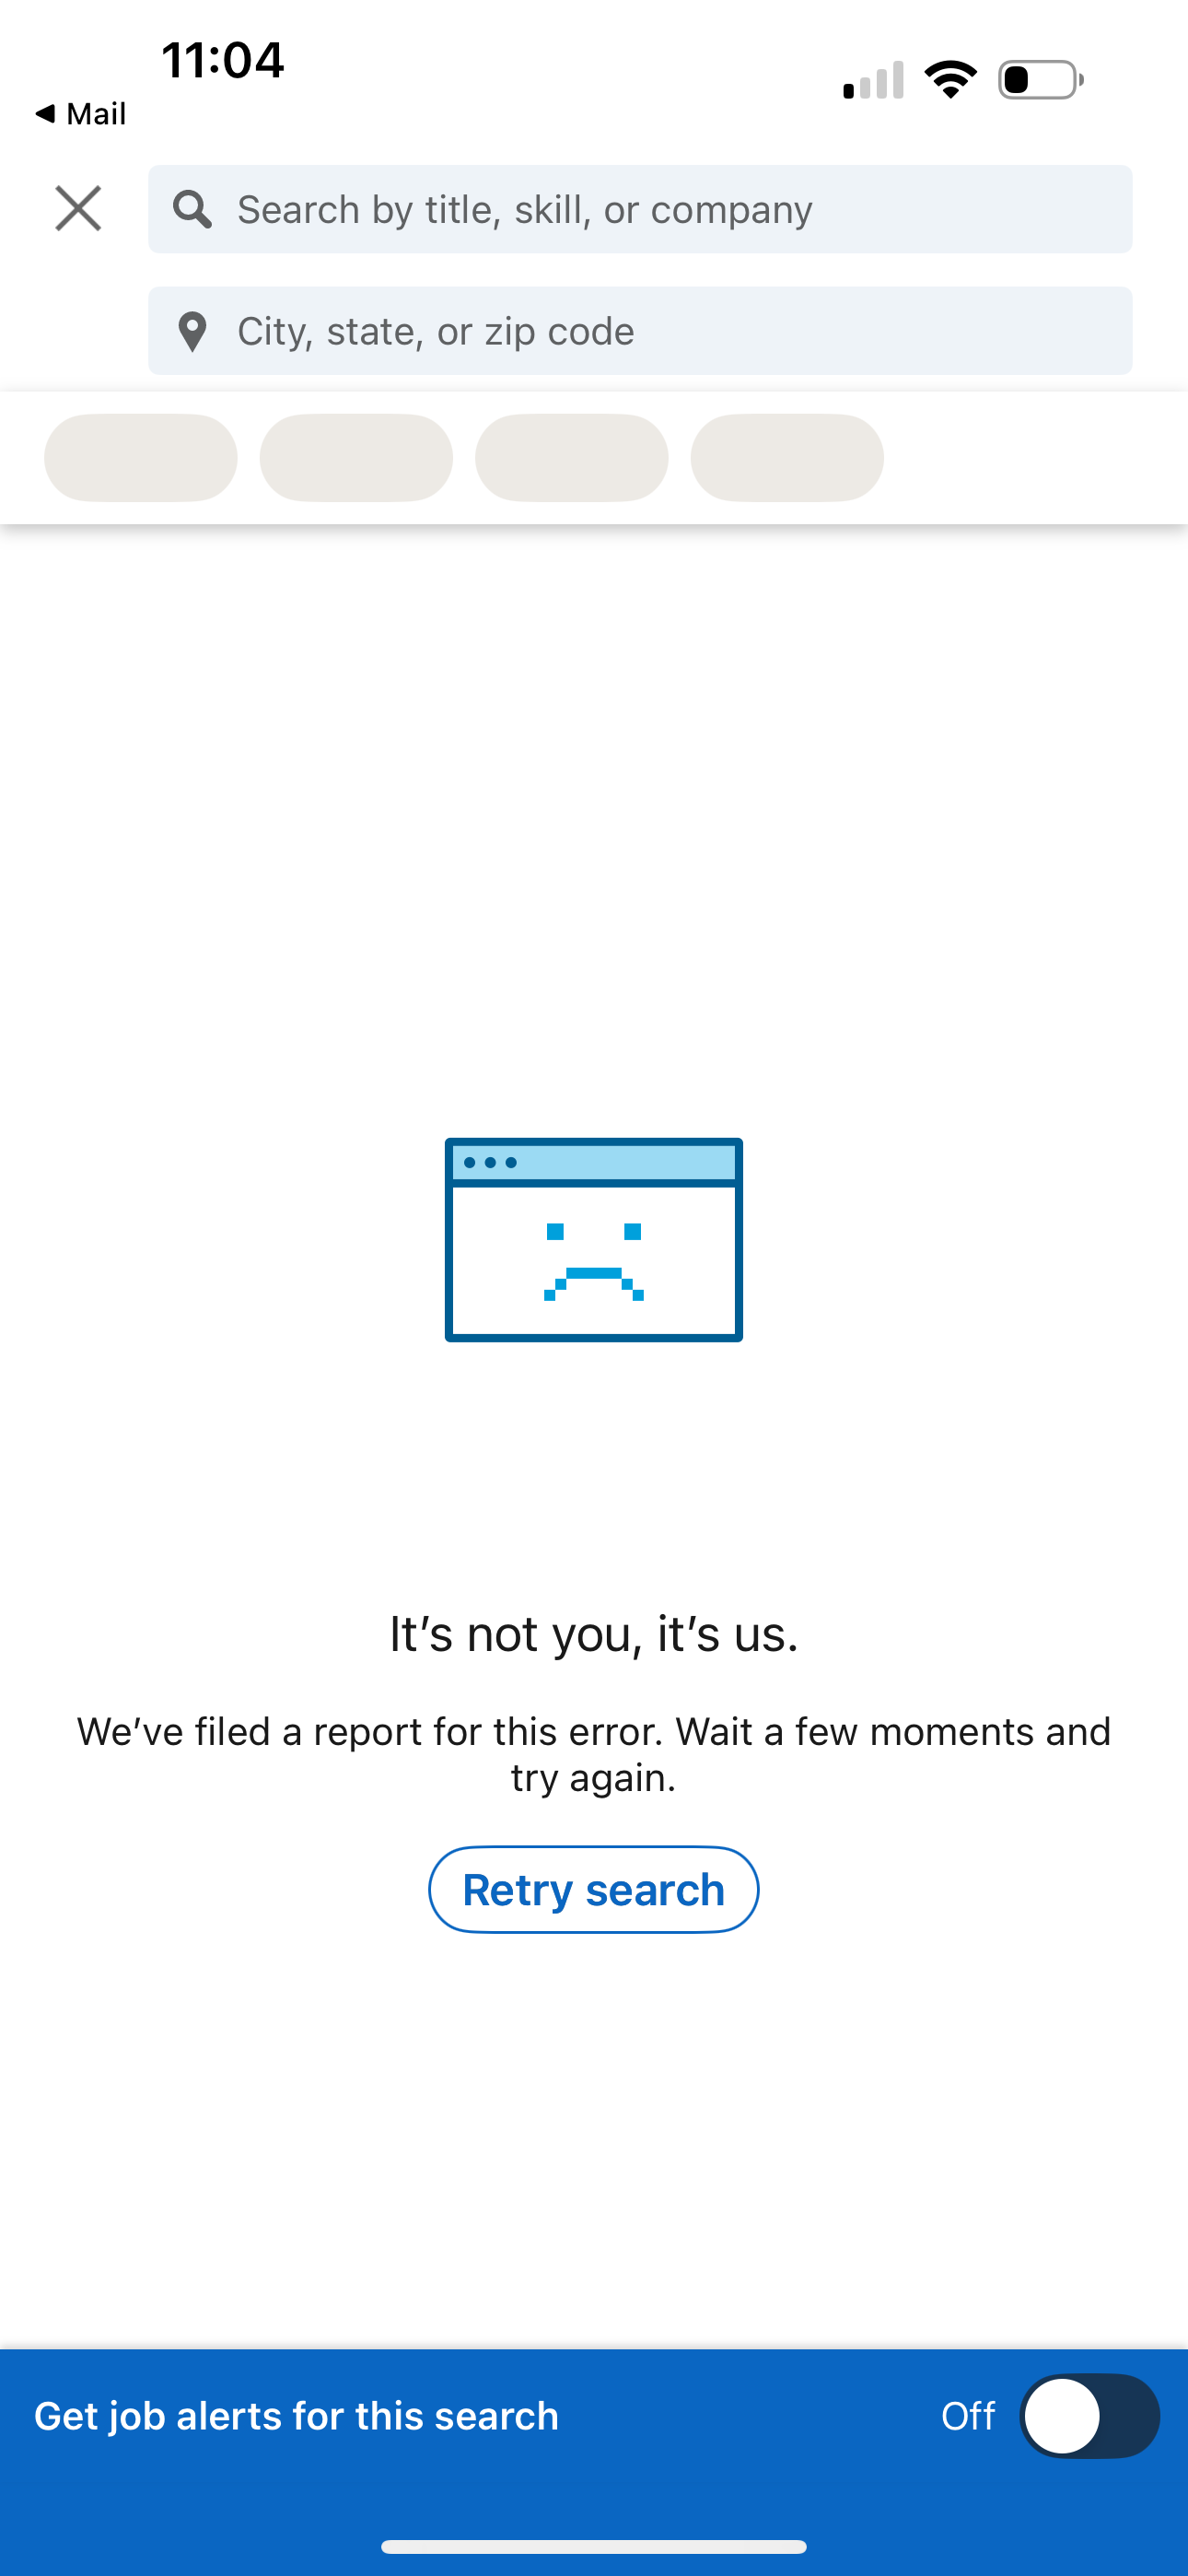 11:04
◀ Mail
Search by title, skill, or company
City, state, or zip code
It’s not you, it’s us.
We’ve filed a report for this error. Wait a few moments and
try again.
Retry search
Get job alerts for this search Off